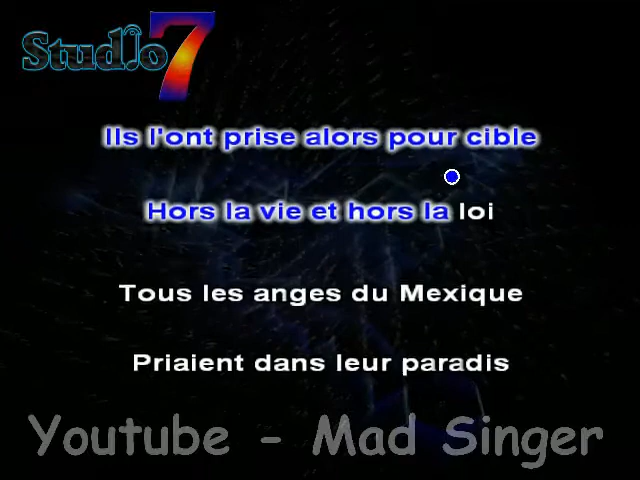 Studio 7
Ils l'ont prise alors pour cible
Hors la vie et hors la loi
Tous les anges du Mexique
Priaient dans leur paradis
Youtube - Mad Singer